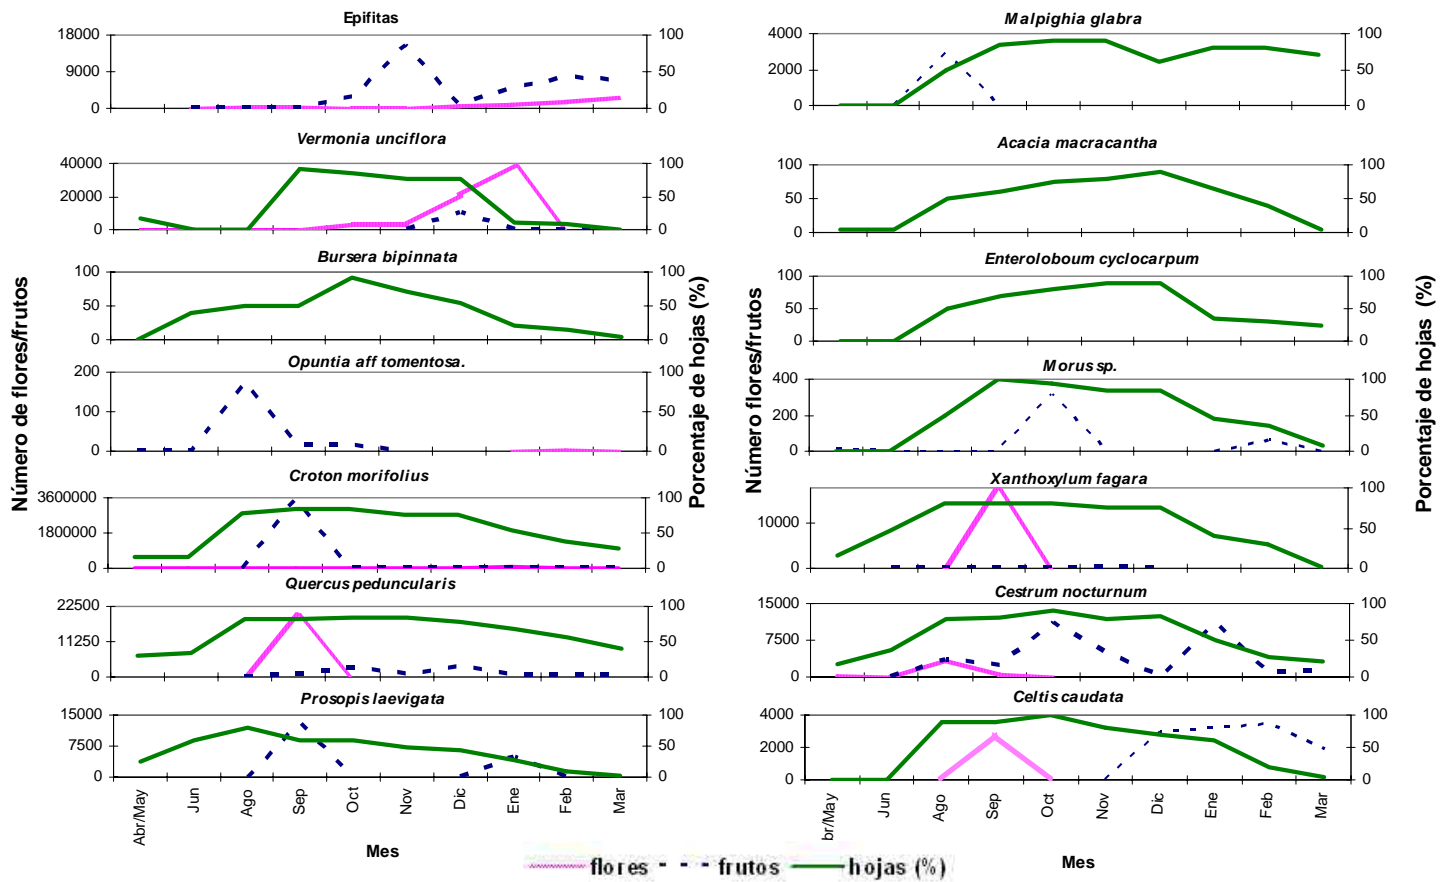 Epifitas
18000
9000
0
100
50
0
Vermonia unciflora
40000
20000
0
100
50
0
Bursera bipinnata
100
50
0
100
50
0
Opuntia aff tomentosa.
200
100
0
100
50
0
Croton morifolius
3600000
1800000
0
100
50
0
Quercus peduncularis
22500
11250
0
100
50
0
Prosopis laevigata
15000
7500
0
100
50
0
Abr/May
Jun
Ago
Sep
Oct
Nov
Dic
Ene
Feb
Mar
Mes
Número de flores/frutos
Porcentaje de hojas (%)
Malpighia glabra
4000
2000
0
100
50
0
Acacia macracantha
100
50
0
100
50
0
Enteroloboum cyclocarpum
100
50
0
100
50
0
Morus sp.
400
200
0
100
50
0
Xanthoxylum fagara
10000
0
100
50
0
Cestrum nocturnum
15000
7500
0
100
50
0
Celtis caudata
4000
2000
0
100
50
0
br/May
Jun
Ago
Sep
Oct
Nov
Dic
Ene
Feb
Mar
Mes
Número flores/frutos
Porcentaje de hojas (%)
flores frutos hojas (%)